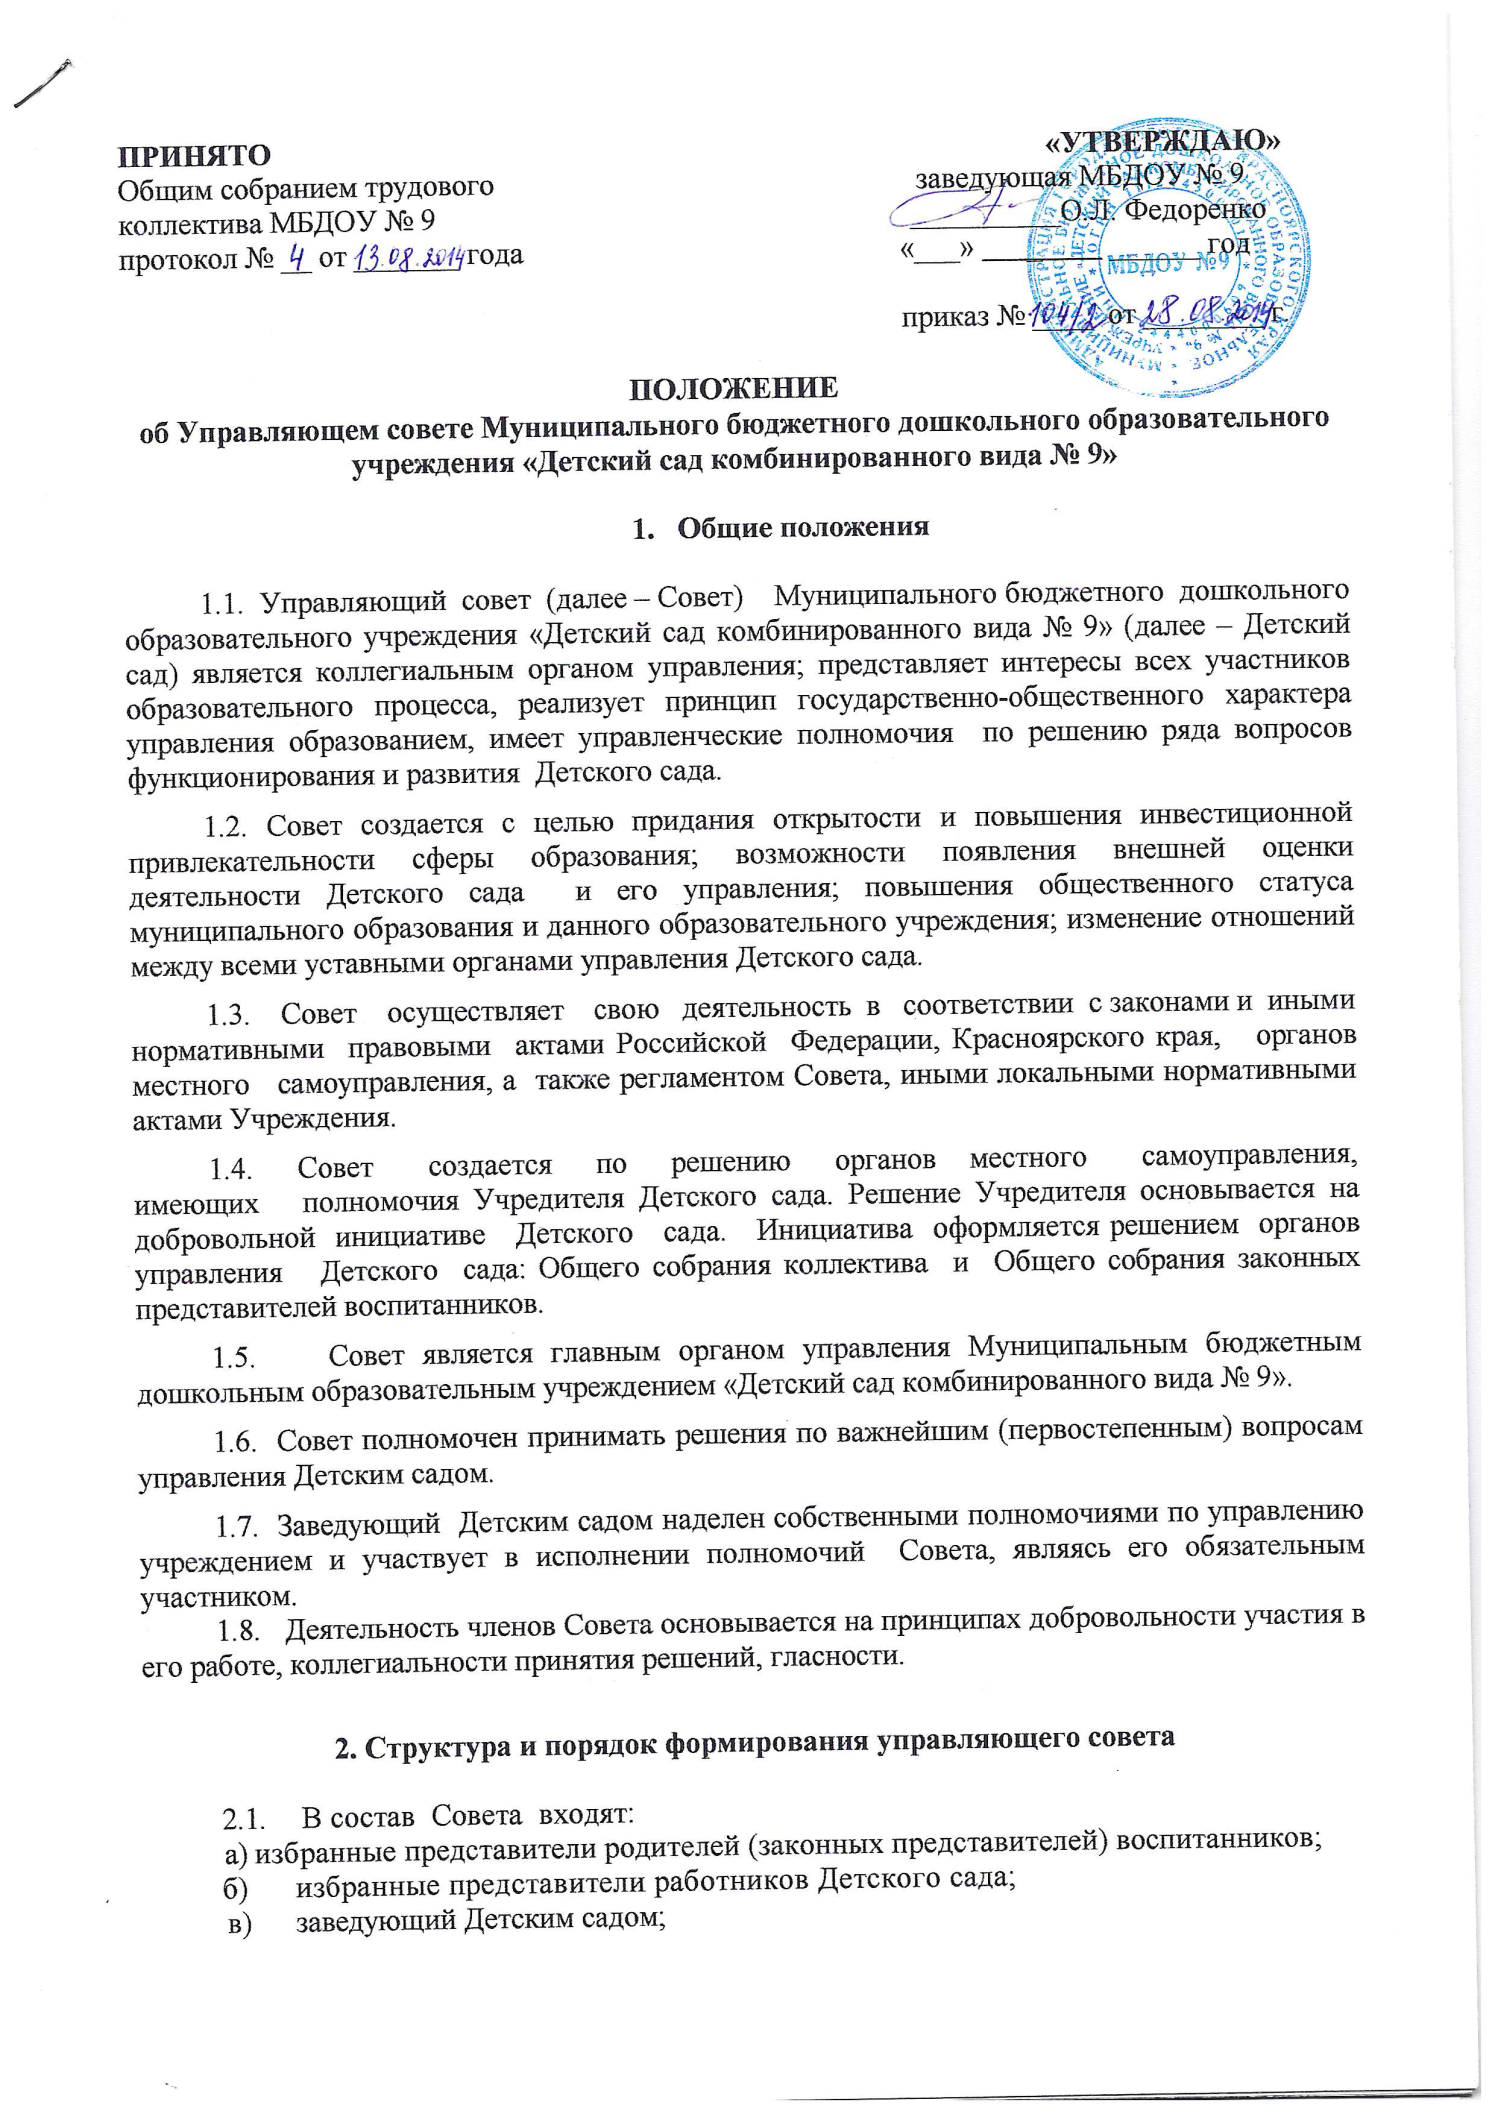 ПРИНЯТО
Общим собранием трудового
коллектива МБДОУ № 9
протокол № 4 от 13.08.2014года
«УТВЕРЖДАЮ»
заведующая МБДОУ № 9
О.Л. Федоренко
«___» ________ ______ год
приказ № 104/2 от 28.08.2014г
МБДОУ №9
ПОЛОЖЕНИЕ
об Управляющем совете Муниципального бюджетного дошкольного образовательного
учреждения «Детский сад комбинированного вида № 9»
1. Общие положения
1.1. Управляющий совет (далее – Совет) Муниципального бюджетного дошкольного
образовательного учреждения «Детский сад комбинированного вида № 9» (далее – Детский
сад) является коллегиальным органом управления; представляет интересы всех участников
образовательного процесса, реализует принцип государственно-общественного характера
управления образованием, имеет управленческие полномочия по решению ряда вопросов
функционирования и развития Детского сада.
1.2. Совет создается с целью придания открытости и повышения инвестиционной
привлекательности сферы образования; возможности появления внешней оценки
деятельности Детского сада и его управления; повышения общественного статуса
муниципального образования и данного образовательного учреждения; изменение отношений
между всеми уставными органами управления Детского сада.
1.3. Совет осуществляет свою деятельность в соответствии с законами и иными
нормативными правовыми актами Российской Федерации, Красноярского края, органов
местного самоуправления, а также регламентом Совета, иными локальными нормативными
актами Учреждения.
1.4. Совет создается по решению органов местного самоуправления,
имеющих полномочия Учредителя Детского сада. Решение Учредителя основывается на
добровольной инициативе Детского сада. Инициатива оформляется решением органов
управления Детского сада: Общего собрания коллектива и Общего собрания законных
представителей воспитанников.
1.5. Совет является главным органом управления Муниципальным бюджетным
дошкольным образовательным учреждением «Детский сад комбинированного вида № 9».
1.6. Совет полномочен принимать решения по важнейшим (первостепенным) вопросам
управления Детским садом.
1.7. Заведующий Детским садом наделен собственными полномочиями по управлению
учреждением и участвует в исполнении полномочий Совета, являясь его обязательным
участником.
1.8. Деятельность членов Совета основывается на принципах добровольности участия в
его работе, коллегиальности принятия решений, гласности.
2. Структура и порядок формирования управляющего совета
2.1. В состав Совета входят:
а) избранные представители родителей (законных представителей) воспитанников;
б) избранные представители работников Детского сада;
в) заведующий Детским садом;